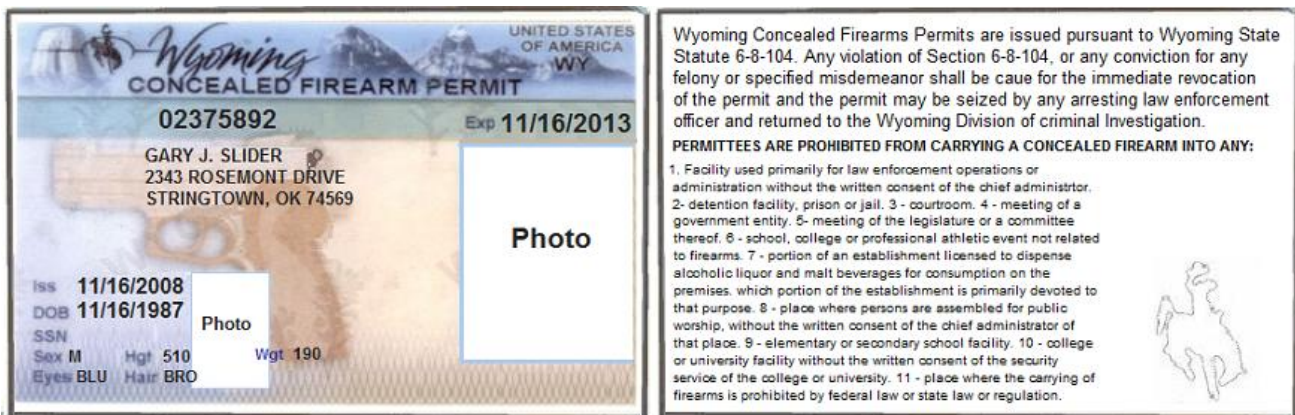 UNITED STATES
OF AMERICA
WY
Wyoming
CONCEALED FIREARM PERMIT
02375892
Exp 11/16/2013
GARY J. SLIDER
2343 ROSEMONT DRIVE
STRINGTOWN, OK 74569
Photo
Iss 11/16/2008
DOB 11/16/1987
Photo
SSN
Sex M Hgt 510 Wgt 190
Eyes BLU Hair BRO
Wyoming Concealed Firearms Permits are issued pursuant to Wyoming State
Statute 6-8-104. Any violation of Section 6-8-104, or any conviction for any
felony or specified misdemeanor shall be caue for the immediate revocation
of the permit and the permit may be seized by any arresting law enforcement
officer and returned to the Wyoming Division of criminal Investigation.
PERMITTEES ARE PROHIBITED FROM CARRYING A CONCEALED FIREARM INTO ANY:
1. Facility used primarily for law enforcement operations or
administration without the written consent of the chief administrtor.
2- detention facility, prison or jail. 3 - courtroom. 4 - meeting of a
government entity. 5- meeting of the legislature or a committee
thereof. 6 - school, college or professional athletic event not related
to firearms. 7 - portion of an establishment licensed to dispense
alcoholic liquor and malt beverages for consumption on the
premises. which portion of the establishment is primarily devoted to
that purpose. 8 - place where persons are assembled for public
worship, without the written consent of the chief administrator of
that place. 9 - elementary or secondary school facility. 10 - college
or university facility without the written consent of the security
service of the college or university. 11 - place where the carrying of
firearms is prohibited by federal law or state law or regulation.